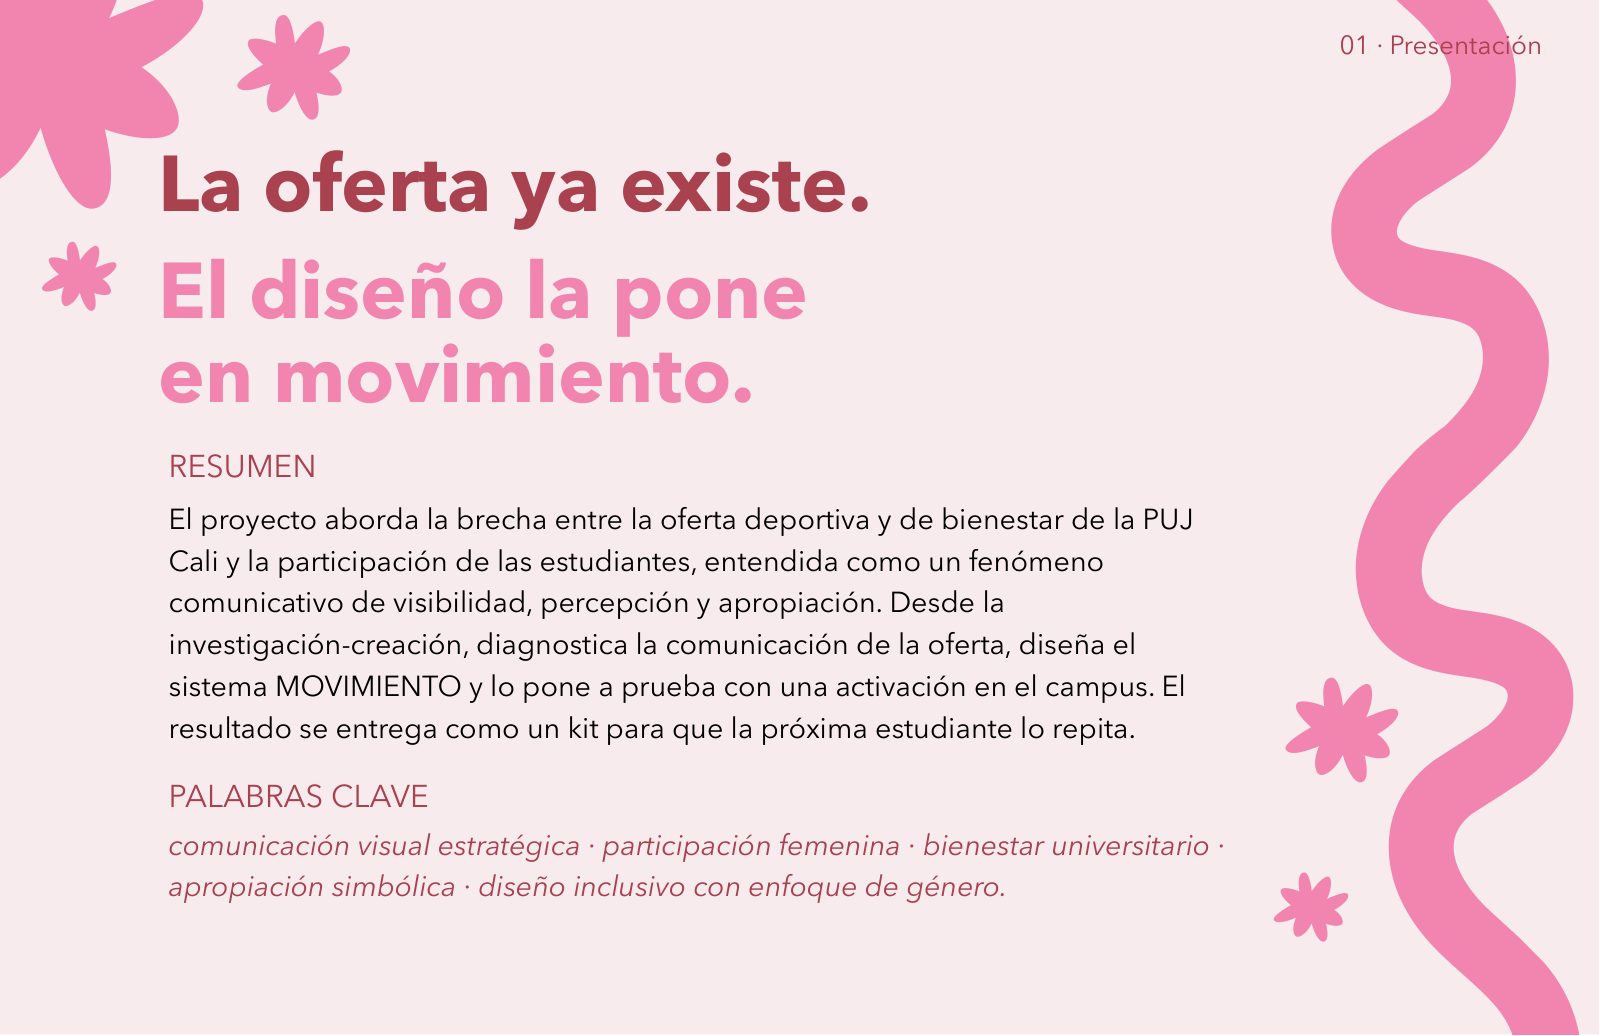 01 · Presentación
La oferta ya existe.
El diseño la pone
en movimiento.
RESUMEN
El proyecto aborda la brecha entre la oferta deportiva y de bienestar de la PUJ
Cali y la participación de las estudiantes, entendida como un fenómeno
comunicativo de visibilidad, percepción y apropiación. Desde la
investigación-creación, diagnostica la comunicación de la oferta, diseña el
sistema MOVIMIENTO y lo pone a prueba con una activación en el campus. El
resultado se entrega como un kit para que la próxima estudiante lo repita.
PALABRAS CLAVE
comunicación visual estratégica · participación femenina · bienestar universitario ·
apropiación simbólica · diseño inclusivo con enfoque de género.